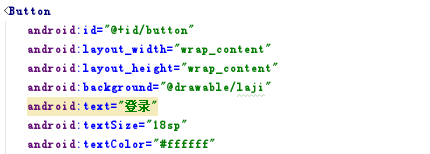 <Button
android:id="@+id/button"
android:layout_width="wrap_content"
android:layout_height="wrap_content"
android:background="@drawable/laji"
android:text="登录"
android:textSize="18sp"
android:textColor="#ffffff"